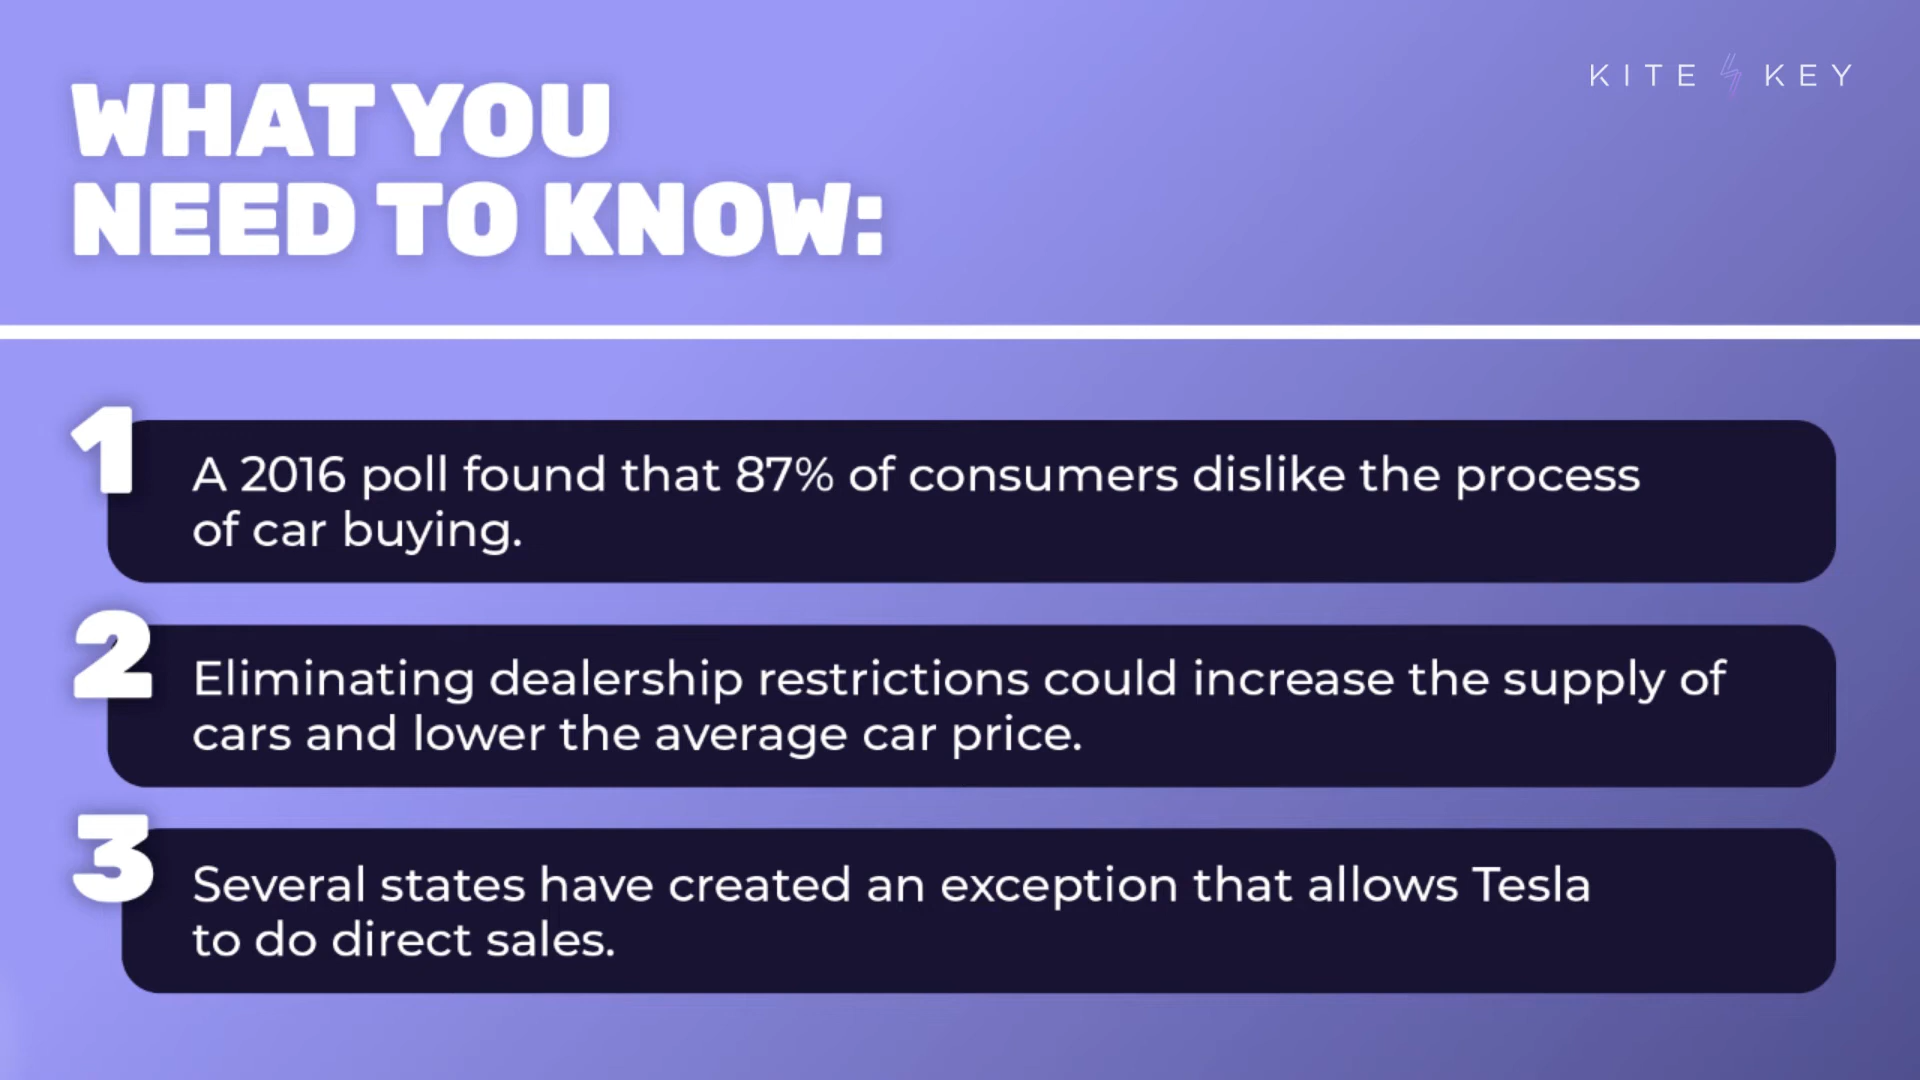 WHAT YOU
NEED TO KNOW:
KITE KEY
1
A 2016 poll found that 87% of consumers dislike the process
of car buying.
2
Eliminating dealership restrictions could increase the supply of
cars and lower the average car price.
3
Several states have created an exception that allows Tesla
to do direct sales.